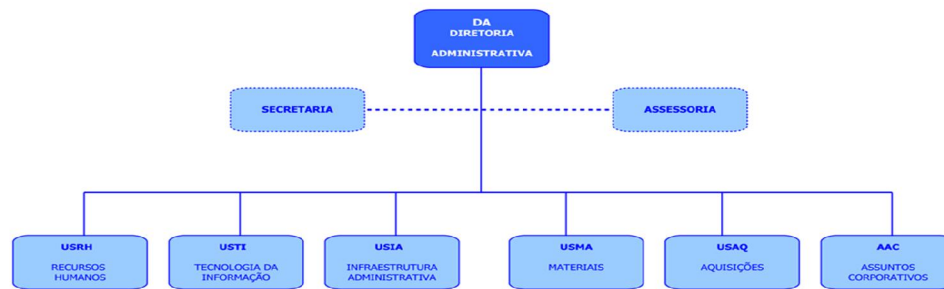 DA
DIRETORIA
ADMINISTRATIVA
SECRETARIA
ASSESSORIA
USRH
RECURSOS
HUMANOS
USTI
TECNOLOGIA DA
INFORMAÇÃO
USIA
INFRAESTRUTURA
ADMINISTRATIVA
USMA
MATERIAIS
USAQ
AQUISIÇÕES
AAC
ASSUNTOS
CORPORATIVOS